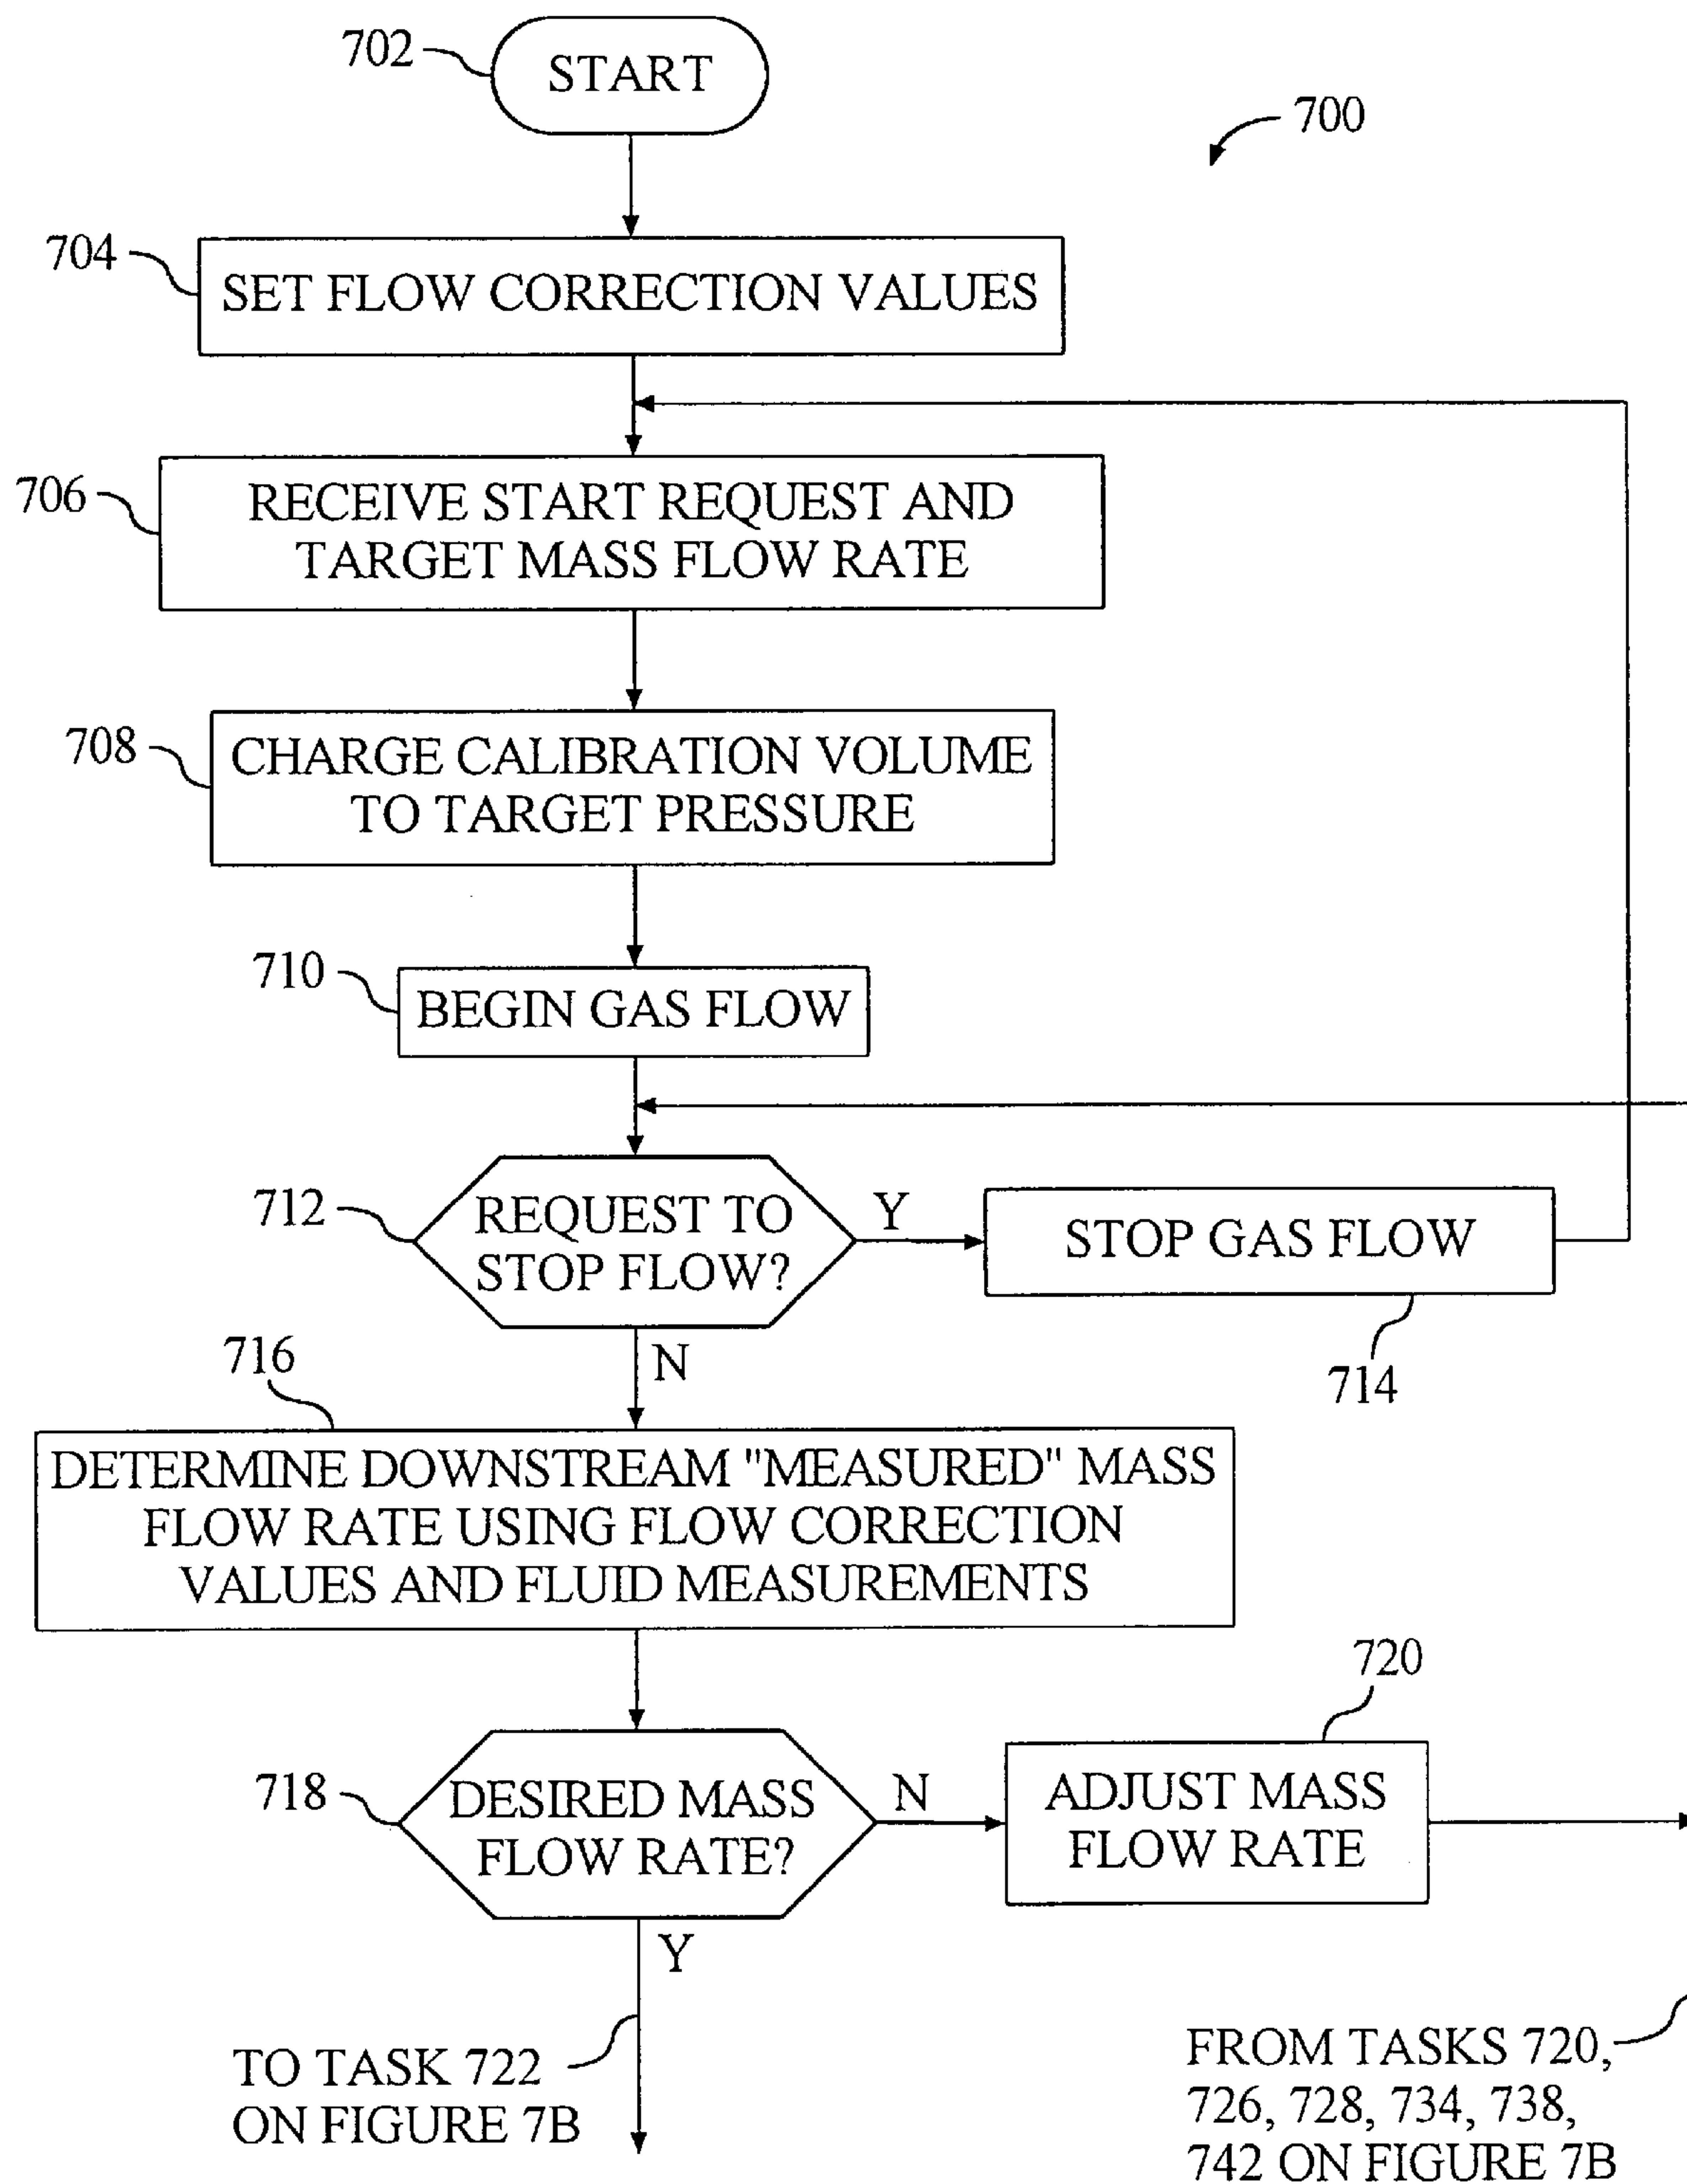 702
START
700
704
SET FLOW CORRECTION VALUES
706
RECEIVE START REQUEST AND
TARGET MASS FLOW RATE
708
CHARGE CALIBRATION VOLUME
TO TARGET PRESSURE
710
BEGIN GAS FLOW
712
REQUEST TO
STOP FLOW?
Y
STOP GAS FLOW
714
N
716
DETERMINE DOWNSTREAM "MEASURED" MASS
FLOW RATE USING FLOW CORRECTION
VALUES AND FLUID MEASUREMENTS
720
718
DESIRED MASS
FLOW RATE?
N
ADJUST MASS
FLOW RATE
Y
TO TASK 722
ON FIGURE 7B
FROM TASKS 720,
726, 728, 734, 738,
742 ON FIGURE 7B